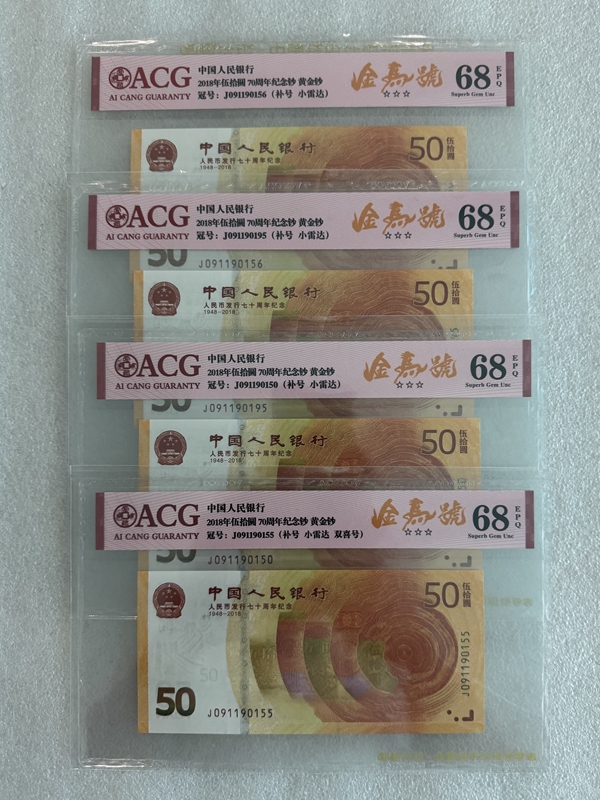 ACG
AI CANG GUARANTY
中国人民银行
2018年伍拾圆 70周年纪念钞 黄金钞
冠号：J091190156（补号 小雷达）
金馬號
☆☆☆
68
EPQ
Superb Gem Unc
中国人民银行
人民币发行七十周年纪念
1948-2018
50
伍拾圆
ACG
AI CANG GUARANTY
中国人民银行
2018年伍拾圆 70周年纪念钞 黄金钞
冠号：J091190195（补号 小雷达）
金馬號
☆☆☆
68
EPQ
Superb Gem Unc
50
J091190156
中国人民银行
人民币发行七十周年纪念
1948-2018
50
伍拾圆
ACG
AI CANG GUARANTY
中国人民银行
2018年伍拾圆 70周年纪念钞 黄金钞
冠号：J091190150（补号 小雷达）
金馬號
☆☆☆
68
EPQ
Superb Gem Unc
50
J091190195
中国人民银行
人民币发行七十周年纪念
1948-2018
50
伍拾圆
ACG
AI CANG GUARANTY
中国人民银行
2018年伍拾圆 70周年纪念钞 黄金钞
冠号：J091190155（补号 小雷达 双喜号）
金馬號
☆☆☆
68
EPQ
Superb Gem Unc
50
J091190150
中国人民银行
人民币发行七十周年纪念
1948-2018
50
伍拾圆
J091190155
50
J091190155